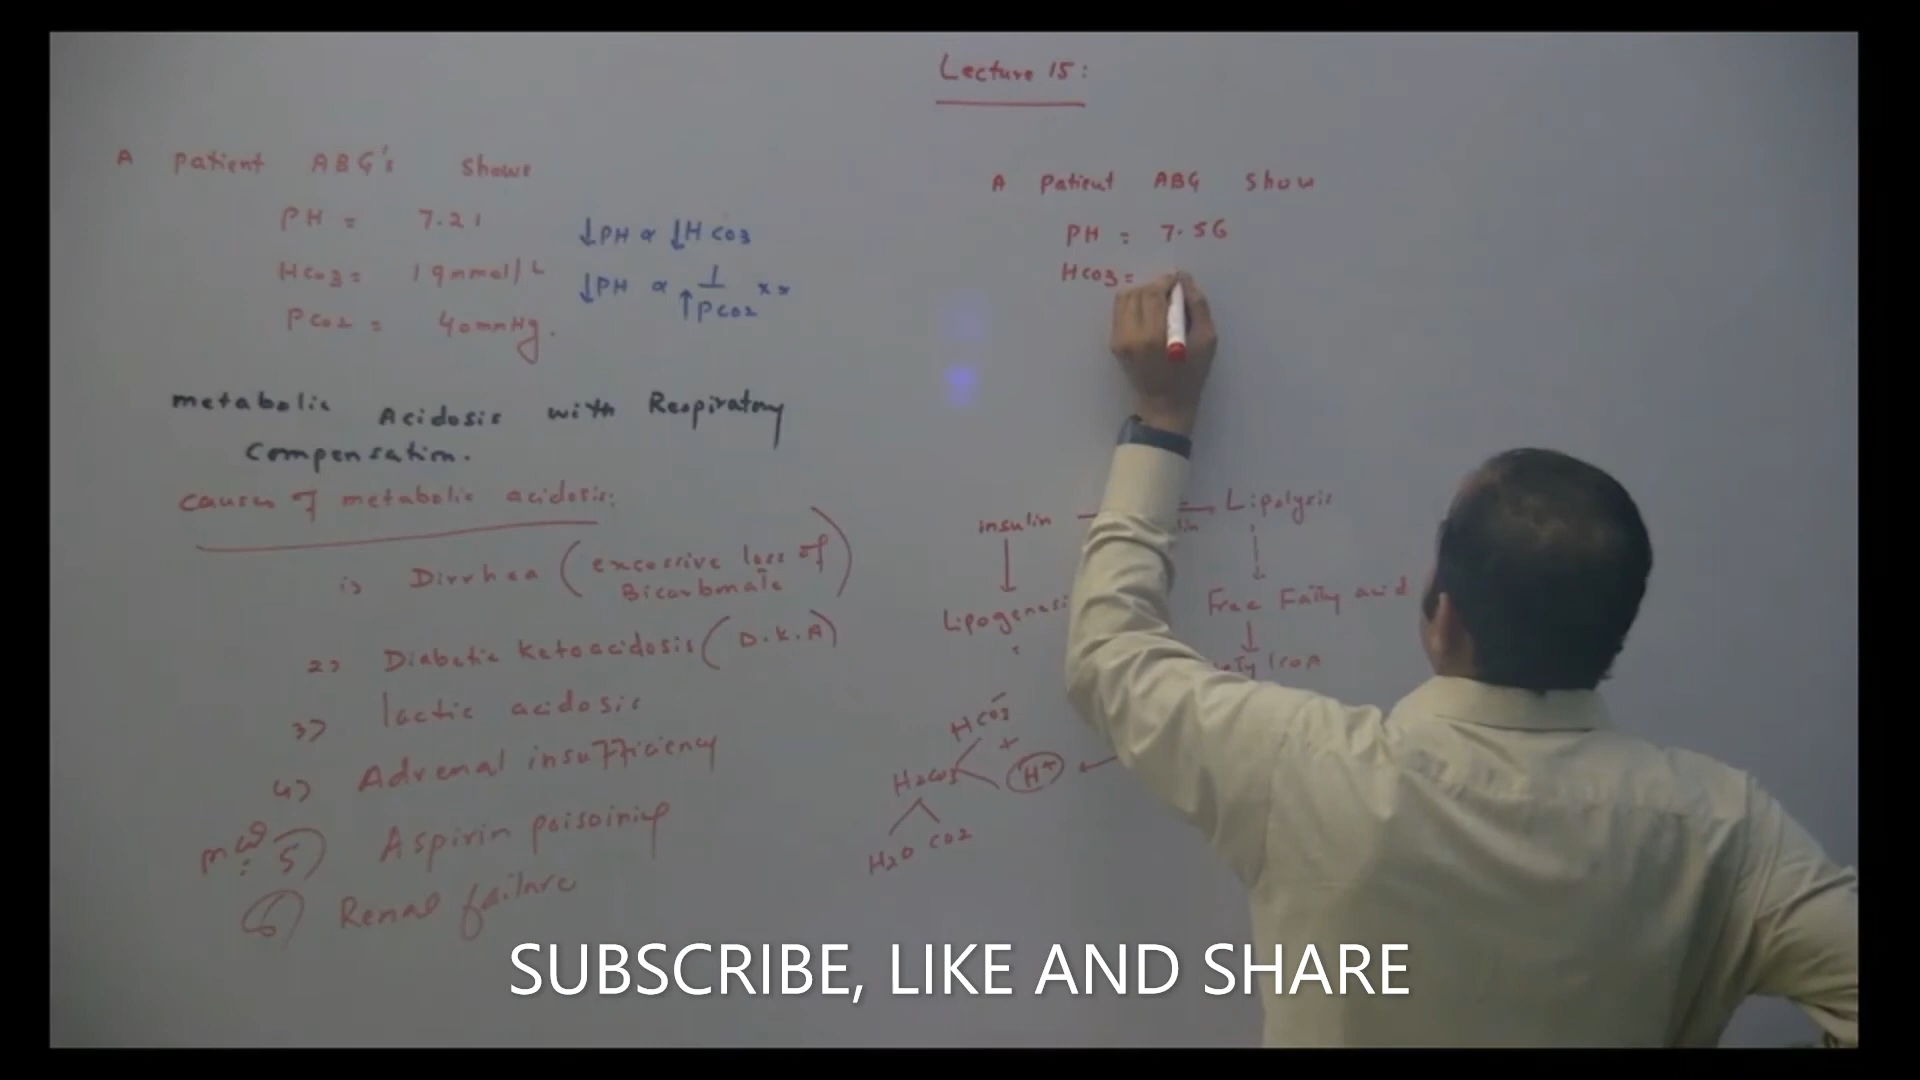 Lecture 15:
A patient ABG's shows
PH = 7.21
HCO3 = 19mmol/L
PCO2 = 40mmHg.
↓PH α ↓HCO3
↓PH α 1/↑PCO2 xx
metabolic Acidosis with Respiratory
Compensation.
causes of metabolic acidosis:
1) Dirrhea (excessive loss of
Bicarbonate)
2) Diabetic Ketoacidosis (D.K.A)
3) lactic acidosis
4) Adrenal insufficiency
5) Aspirin poisoinig
6) Renal failure
A Patient ABG Show
PH = 7.56
HCO3 =
insulin
Lipolysis
Lipogenesi
Free Fatty acid
HCO3-
+
H2CO3
H+
H2O CO2
SUBSCRIBE, LIKE AND SHARE